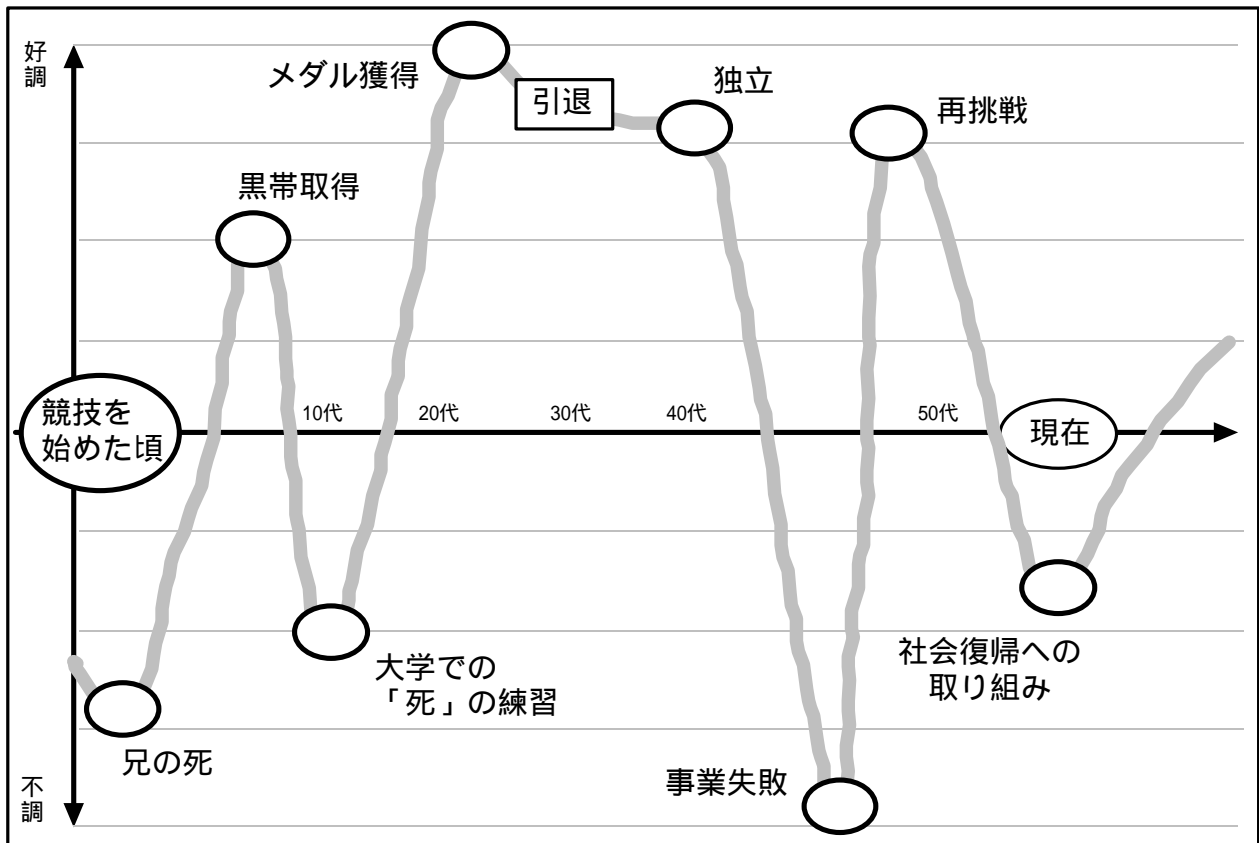 好調
メダル獲得
引退
独立
再挑戦
黒帯取得
競技を
始めた頃
10代
20代
30代
40代
50代
現在
大学での
「死」の練習
社会復帰への
取り組み
兄の死
事業失敗
不調